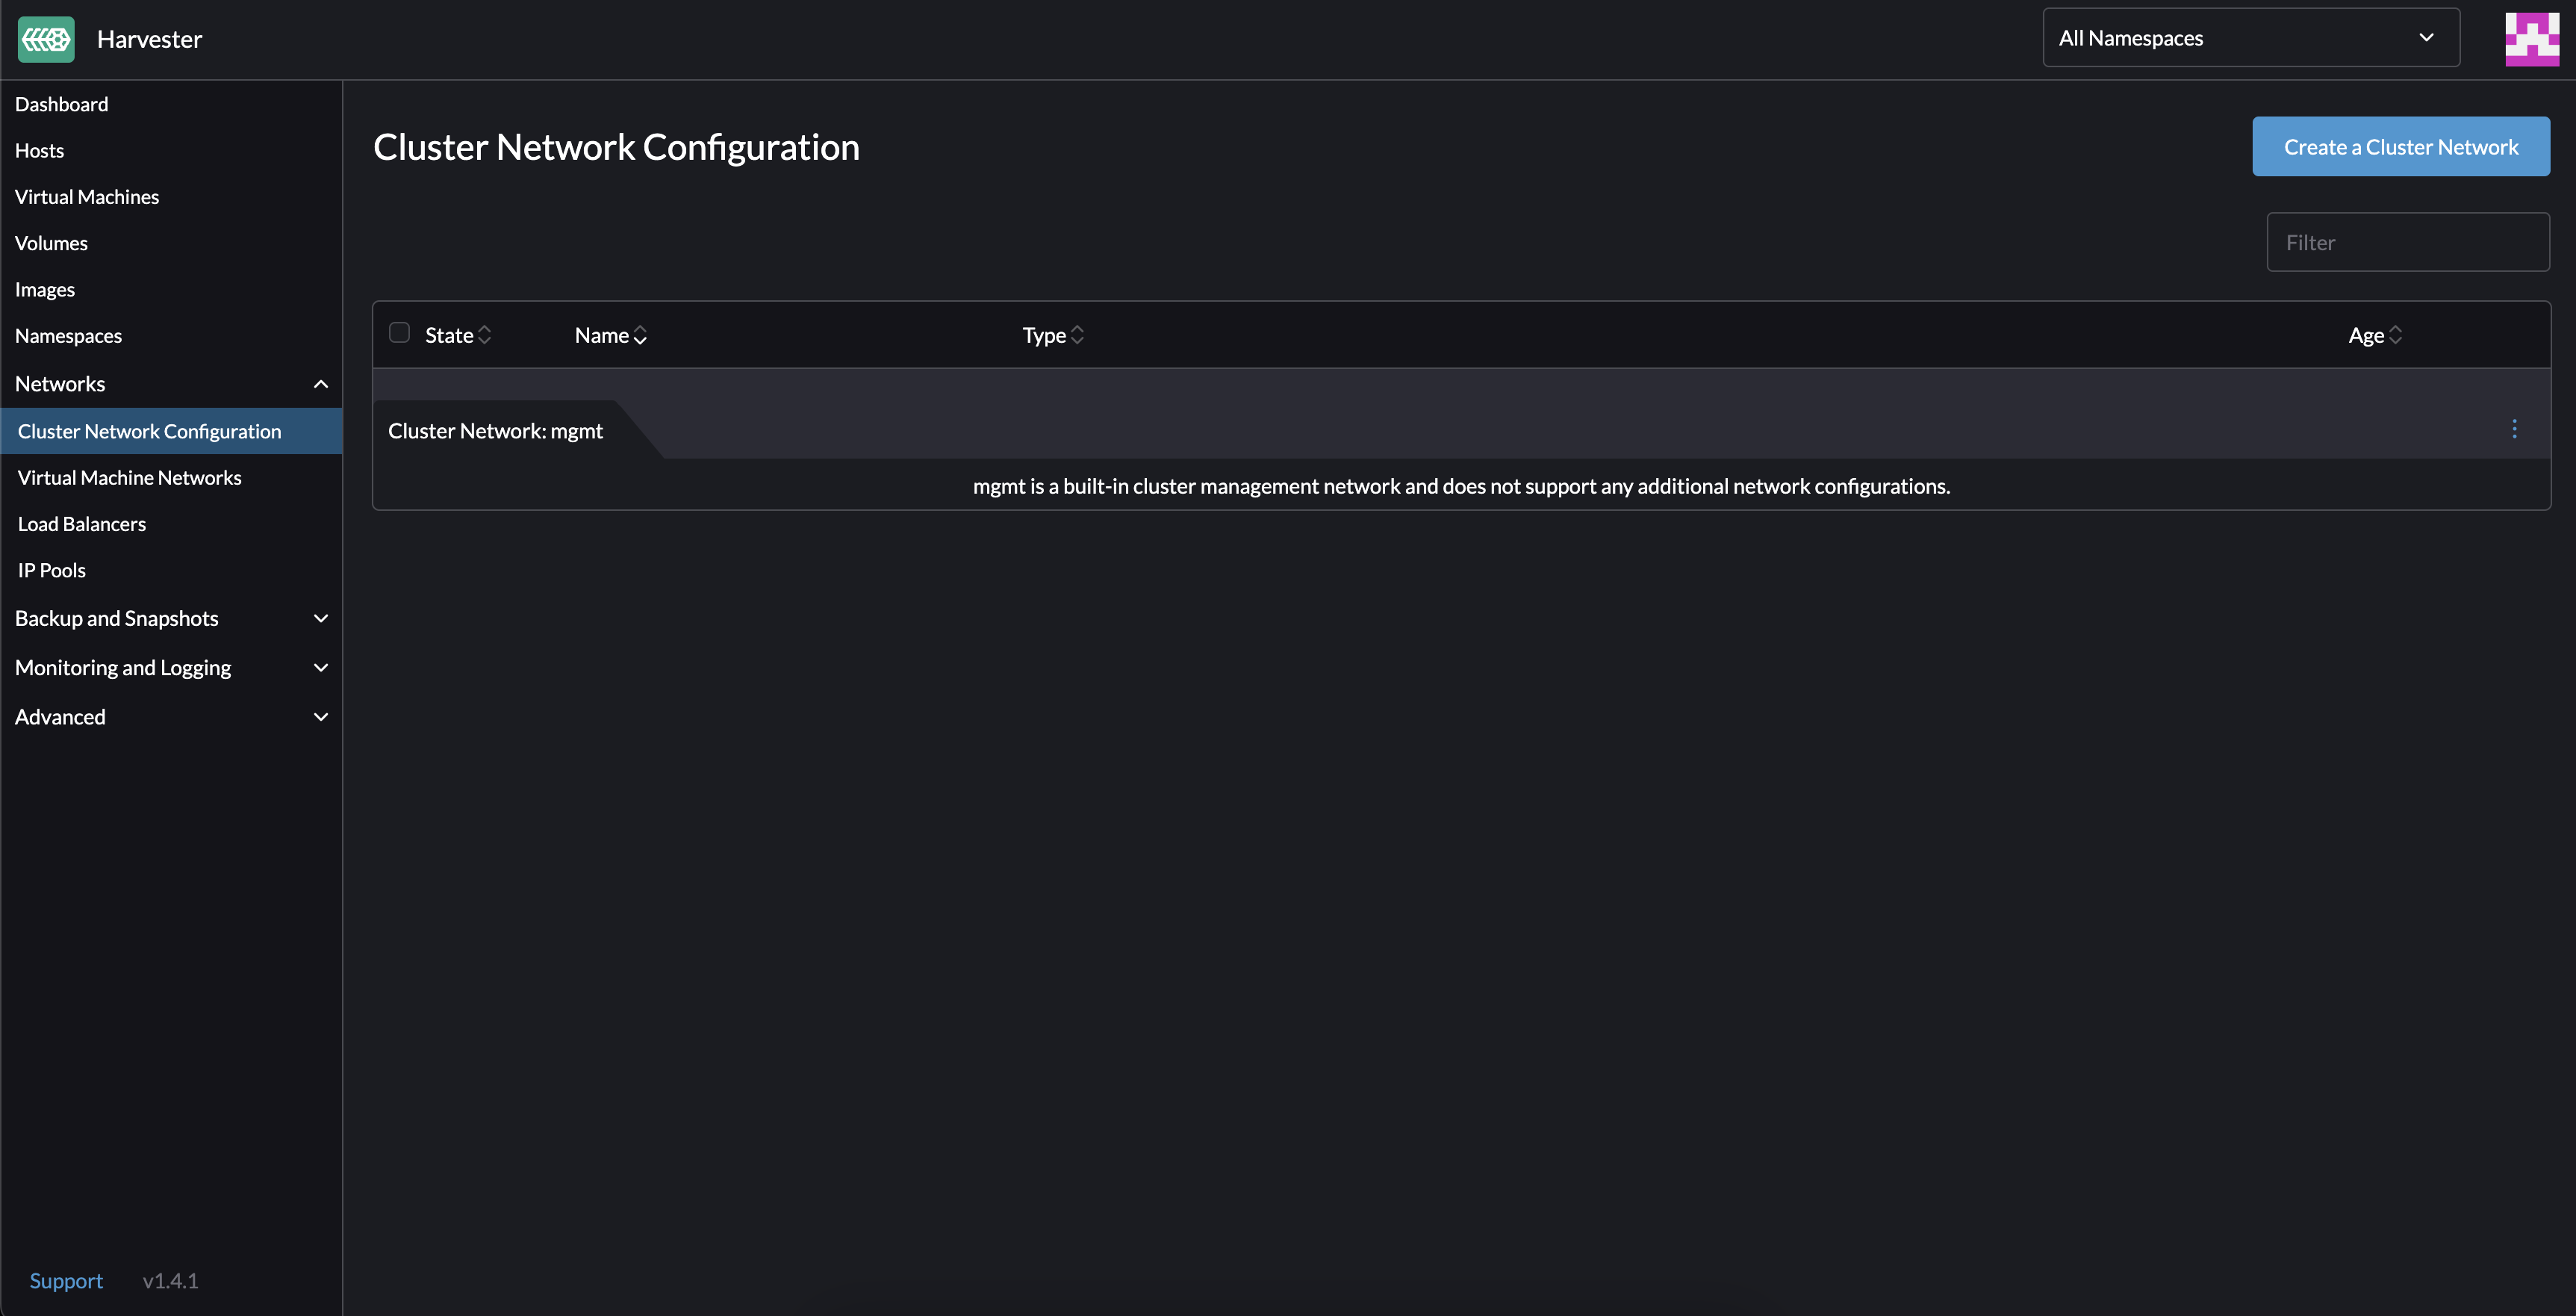 Harvester
All Namespaces
Dashboard
Hosts
Virtual Machines
Volumes
Images
Namespaces
Networks
Cluster Network Configuration
Virtual Machine Networks
Load Balancers
IP Pools
Backup and Snapshots
Monitoring and Logging
Advanced
Support v1.4.1
Cluster Network Configuration
Create a Cluster Network
Filter
State Name Type Age
Cluster Network: mgmt
mgmt is a built-in cluster management network and does not support any additional network configurations.